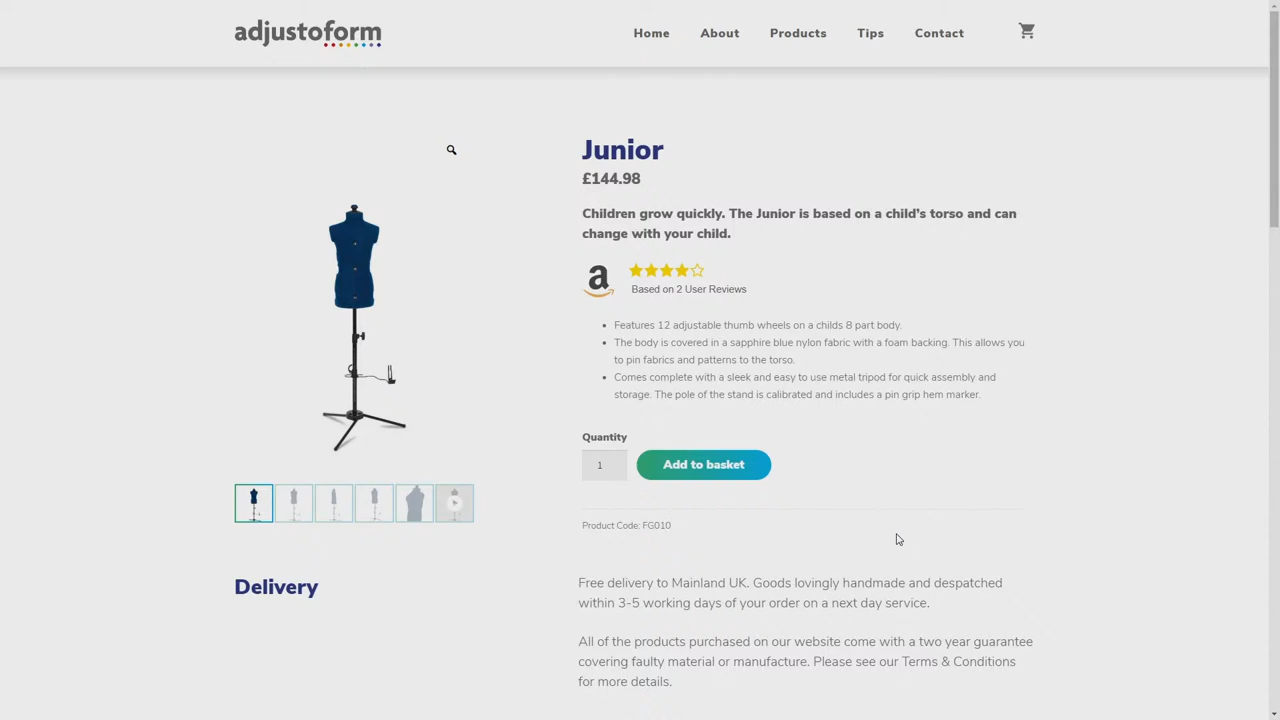 adjustoform
Home About Products Tips Contact
Junior
£144.98
Children grow quickly. The Junior is based on a child's torso and can
change with your child.
a
Based on 2 User Reviews
• Features 12 adjustable thumb wheels on a childs 8 part body.
• The body is covered in a sapphire blue nylon fabric with a foam backing. This allows you
to pin fabrics and patterns to the torso.
• Comes complete with a sleek and easy to use metal tripod for quick assembly and
storage. The pole of the stand is calibrated and includes a pin grip hem marker.
Quantity
1 Add to basket
Product Code: FG010
Delivery
Free delivery to Mainland UK. Goods lovingly handmade and despatched
within 3-5 working days of your order on a next day service.
All of the products purchased on our website come with a two year guarantee
covering faulty material or manufacture. Please see our Terms & Conditions
for more details.